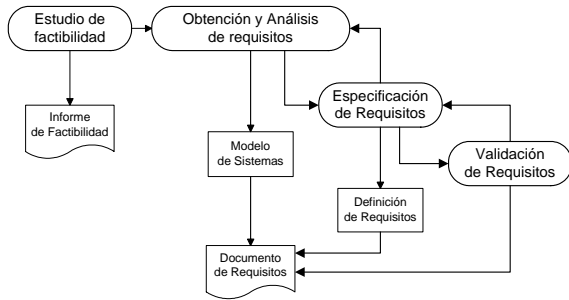 Estudio de
factibilidad
Obtención y Análisis
de requisitos
Informe
de Factibilidad
Especificación
de Requisitos
Modelo
de Sistemas
Validación
de Requisitos
Definición
de Requisitos
Documento
de Requisitos